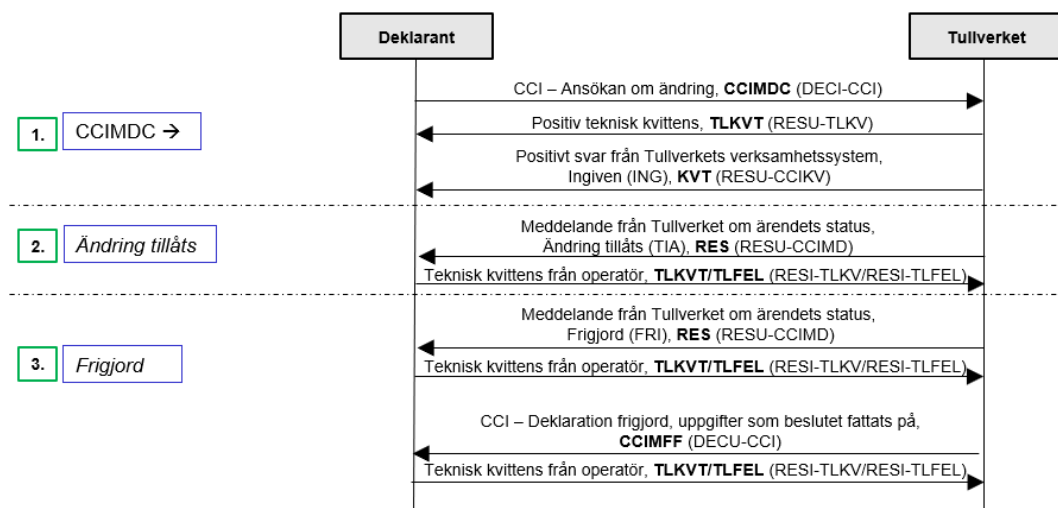 Deklarant
Tullverket
CCI – Ansökan om ändring, CCIMDC (DECI-CCI)
1.
CCIMDC →
Positiv teknisk kvittens, TLKVT (RESU-TLKV)
Positivt svar från Tullverkets verksamhetssystem,
Ingiven (ING), KVT (RESU-CCIKV)
2.
Ändring tillåts
Meddelande från Tullverket om ärendets status,
Ändring tillåts (TIA), RES (RESU-CCIMD)
Teknisk kvittens från operatör, TLKVT/TLFEL (RESI-TLKV/RESI-TLFEL)
3.
Frigjord
Meddelande från Tullverket om ärendets status,
Frigjord (FRI), RES (RESU-CCIMD)
Teknisk kvittens från operatör, TLKVT/TLFEL (RESI-TLKV/RESI-TLFEL)
CCI – Deklaration frigjord, uppgifter som beslutet fattats på,
CCIMFF (DECU-CCI)
Teknisk kvittens från operatör, TLKVT/TLFEL (RESI-TLKV/RESI-TLFEL)